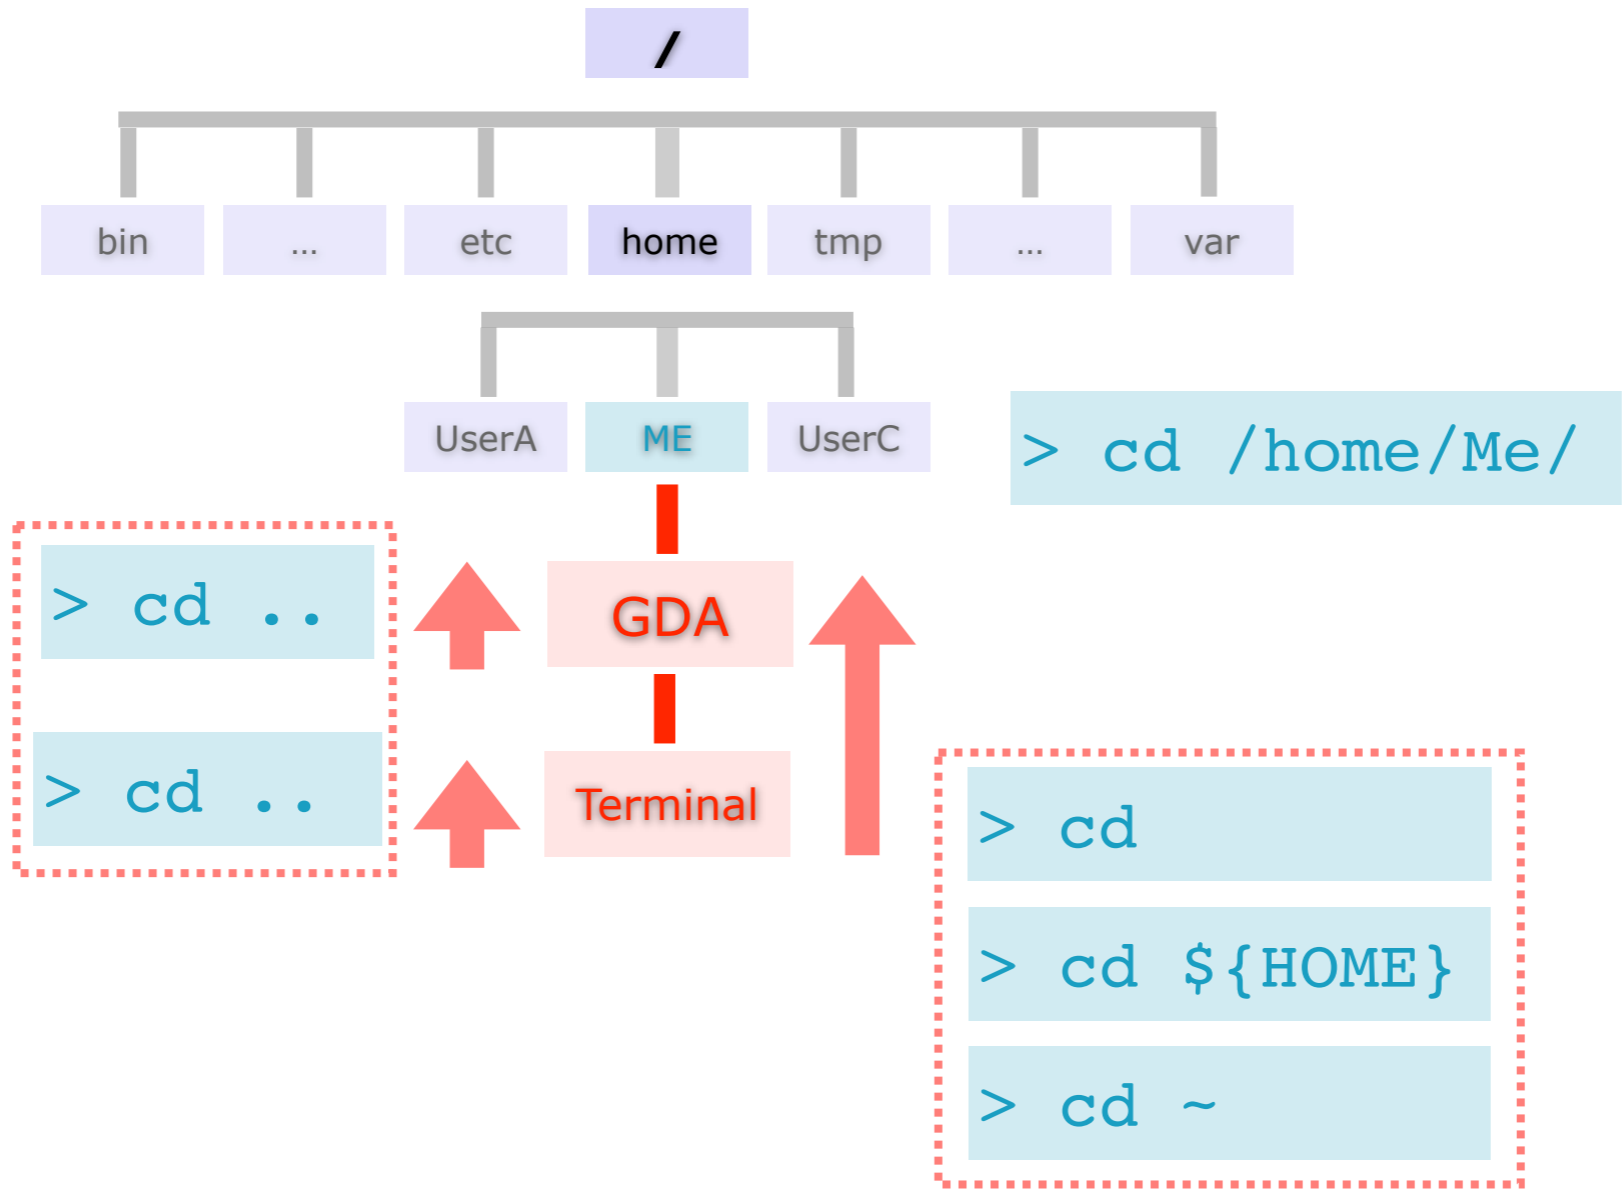 /
bin
...
etc
home
tmp
...
var
UserA
ME
UserC
> cd /home/Me/
> cd ..
GDA
> cd ..
Terminal
> cd
> cd ${HOME}
> cd ~